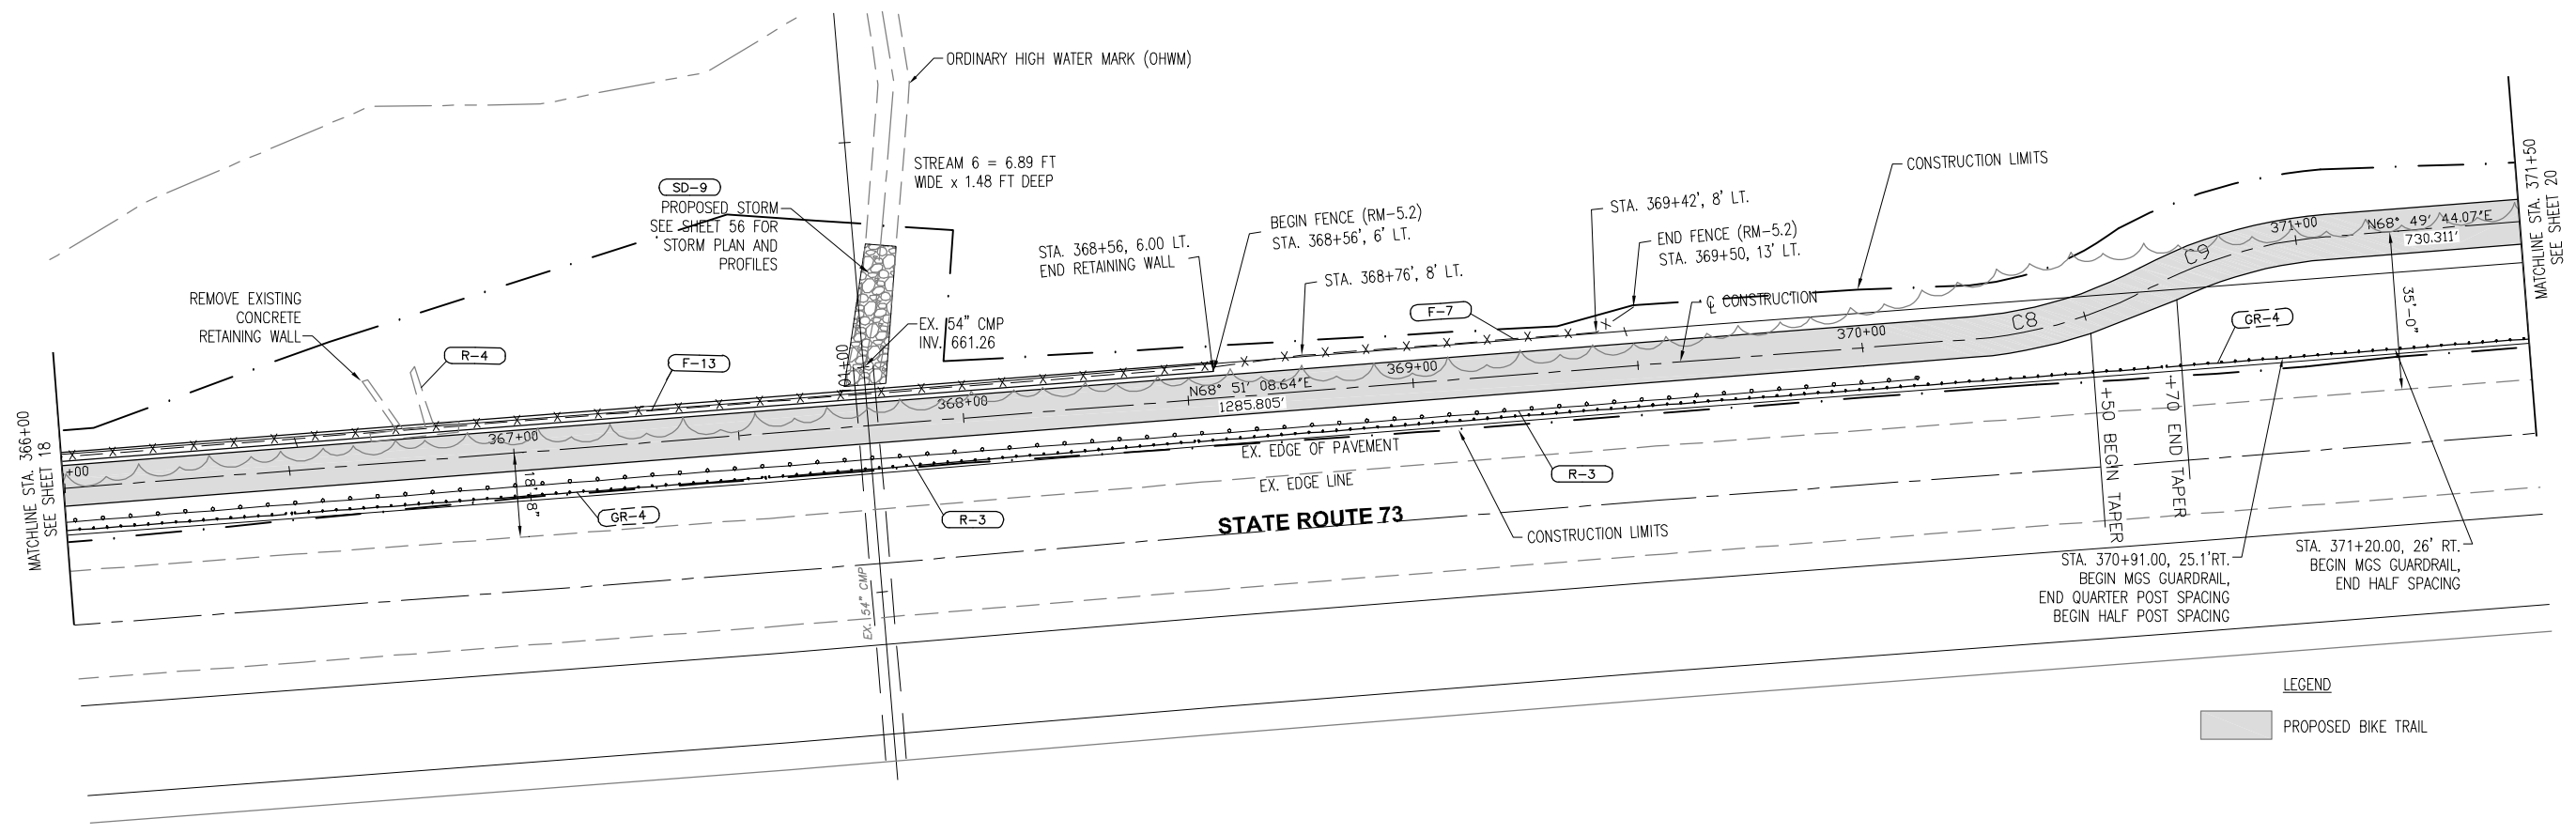 ORDINARY HIGH WATER MARK (OHWM)
STREAM 6 = 6.89 FT
WIDE x 1.48 FT DEEP
SD-9
PROPOSED STORM
SEE SHEET 56 FOR
STORM PLAN AND
PROFILES
REMOVE EXISTING
CONCRETE
RETAINING WALL
R-4
F-13
01+00
EX. 54" CMP
INV. 661.26
STA. 368+56, 6.00 LT.
END RETAINING WALL
BEGIN FENCE (RM-5.2)
STA. 368+56', 6' LT.
STA. 368+76', 8' LT.
F-7
STA. 369+42', 8' LT.
END FENCE (RM-5.2)
STA. 369+50, 13' LT.
℄ CONSTRUCTION
CONSTRUCTION LIMITS
MATCHLINE STA. 366+00
SEE SHEET 18
+00
367+00
368+00
N68° 51' 08.64"E
1285.805'
369+00
370+00
C8
C9
371+00
N68° 49' 44.07"E
730.311'
MATCHLINE STA. 371+50
SEE SHEET 20
18'-8"
GR-4
R-3
EX. EDGE OF PAVEMENT
EX. EDGE LINE
STATE ROUTE 73
R-3
CONSTRUCTION LIMITS
EX. 54" CMP
+50 BEGIN TAPER
+70 END TAPER
GR-4
35'-0"
STA. 370+91.00, 25.1'RT.
BEGIN MGS GUARDRAIL,
END QUARTER POST SPACING
BEGIN HALF POST SPACING
STA. 371+20.00, 26' RT.
BEGIN MGS GUARDRAIL,
END HALF SPACING
LEGEND
PROPOSED BIKE TRAIL